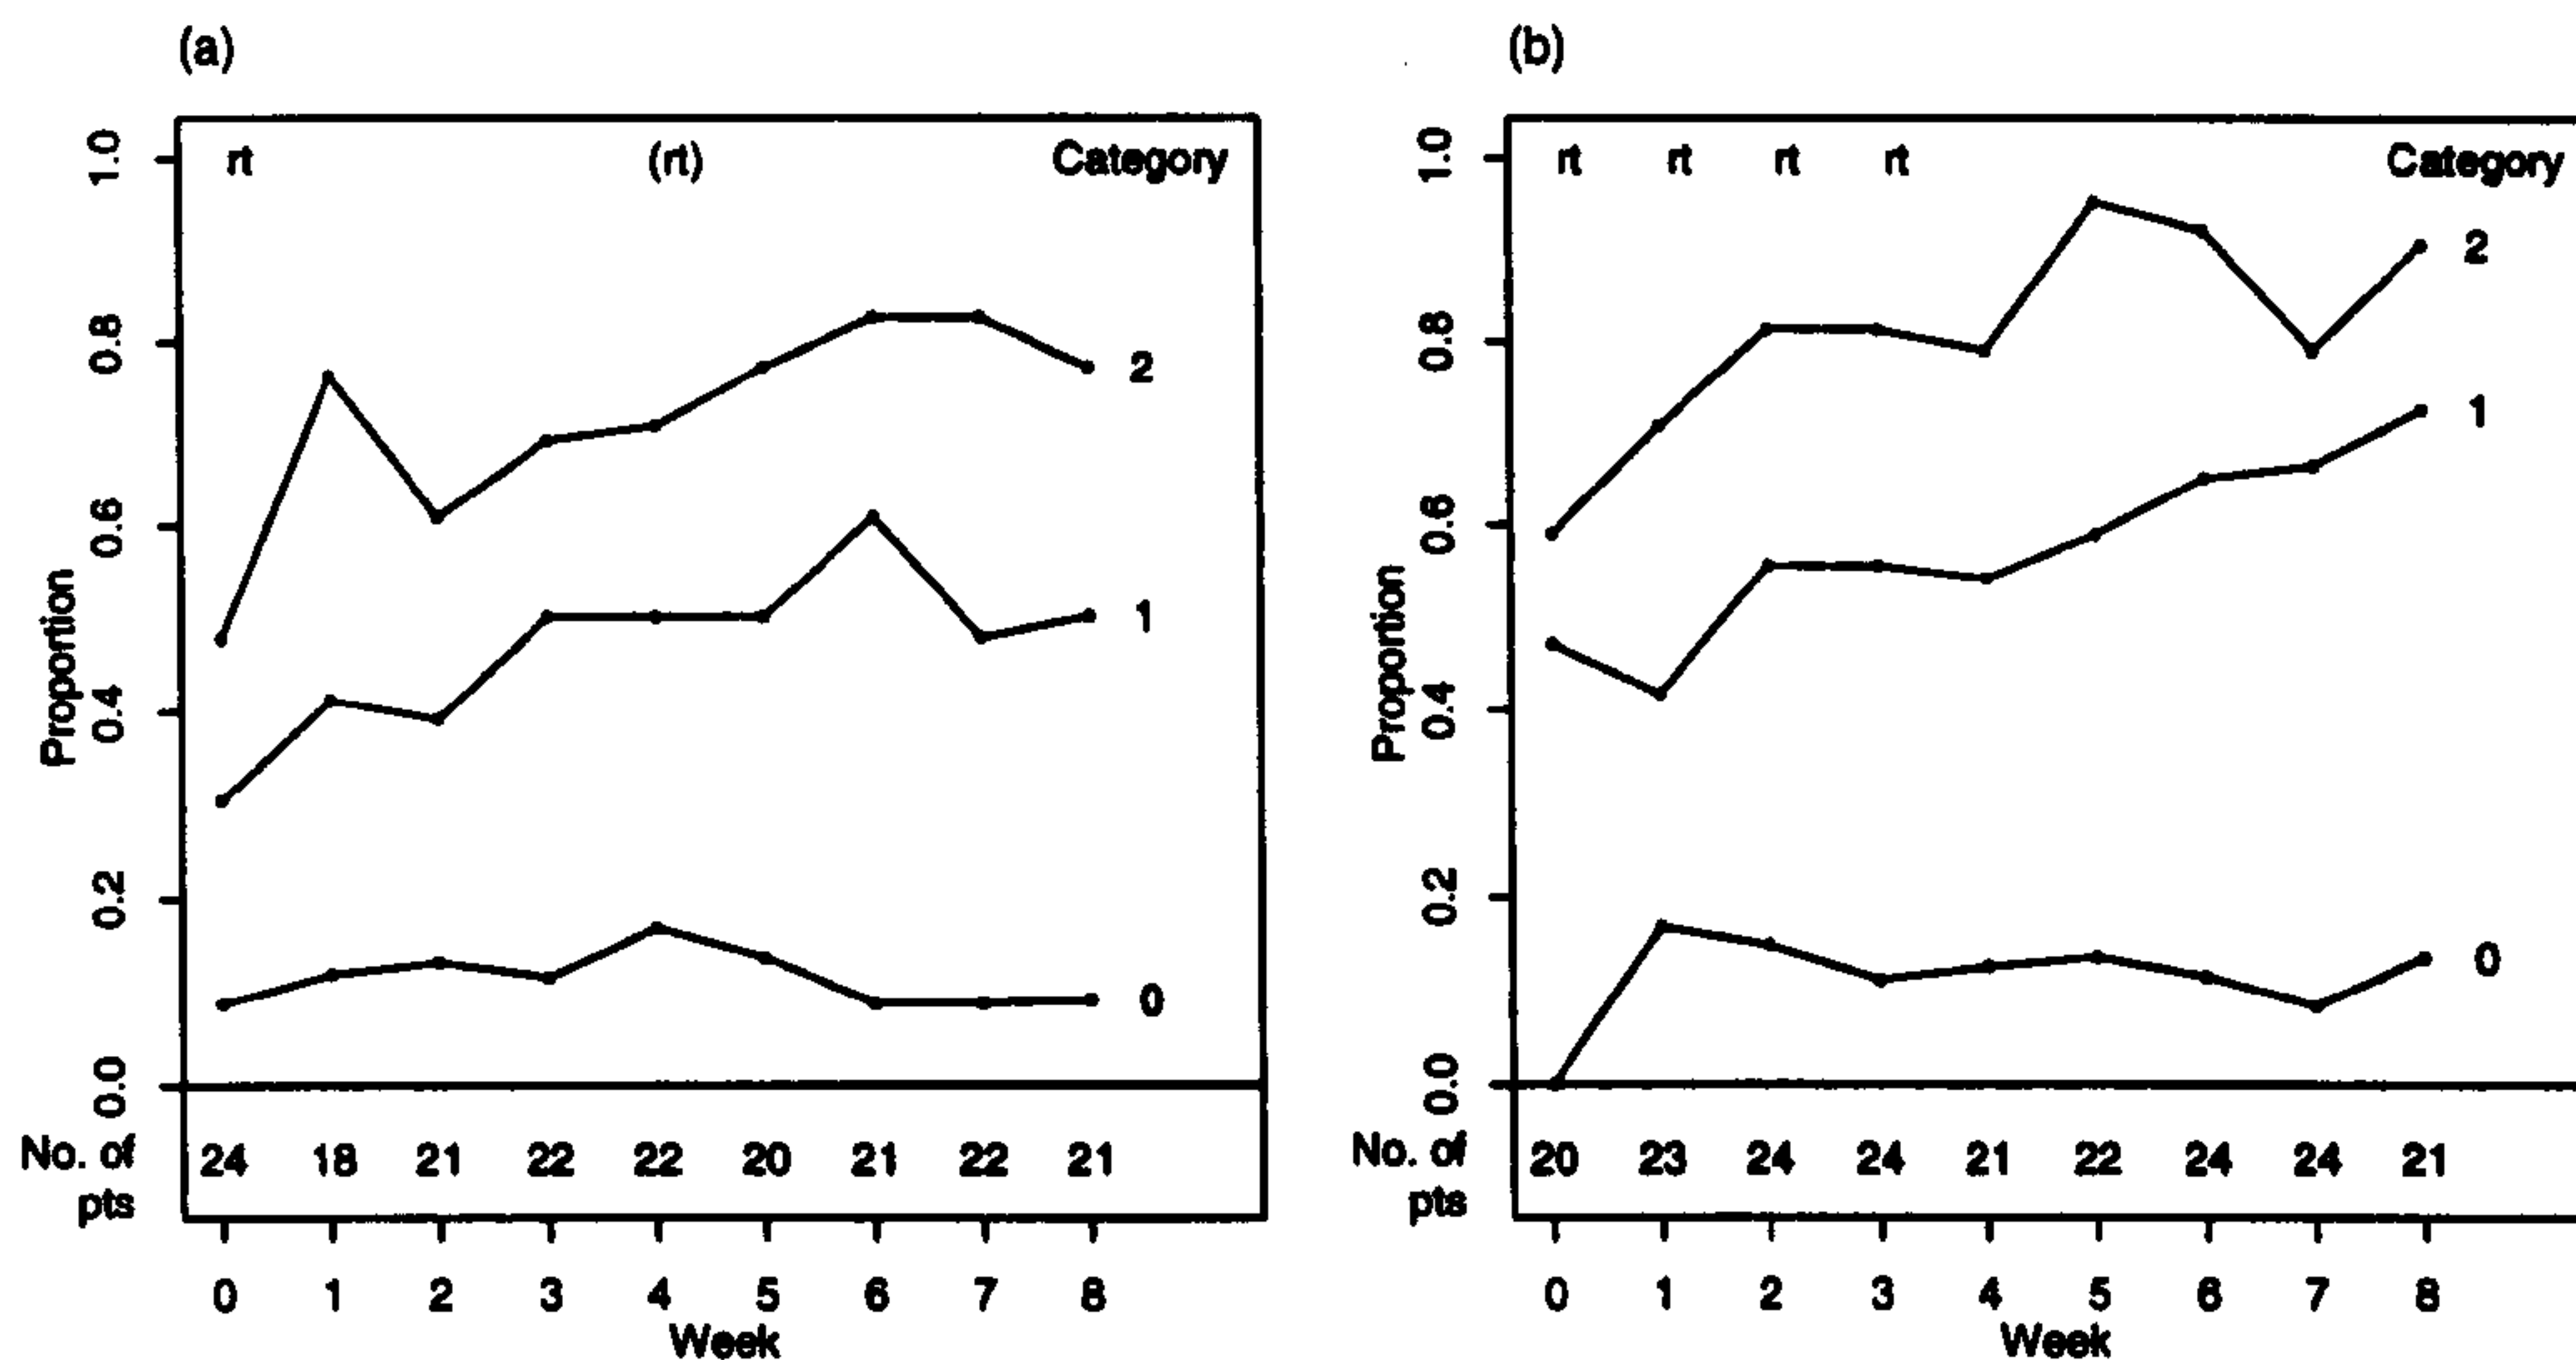 (a)
rt (rt) Category
1.0
0.8
0.6
0.4
0.2
0.0
Proportion
2
1
0
No. of pts 24 18 21 22 22 20 21 22 21
0 1 2 3 4 5 6 7 8
Week
(b)
rt rt rt rt Category
1.0
0.8
0.6
0.4
0.2
0.0
Proportion
2
1
0
No. of pts 20 23 24 24 21 22 24 24 21
0 1 2 3 4 5 6 7 8
Week